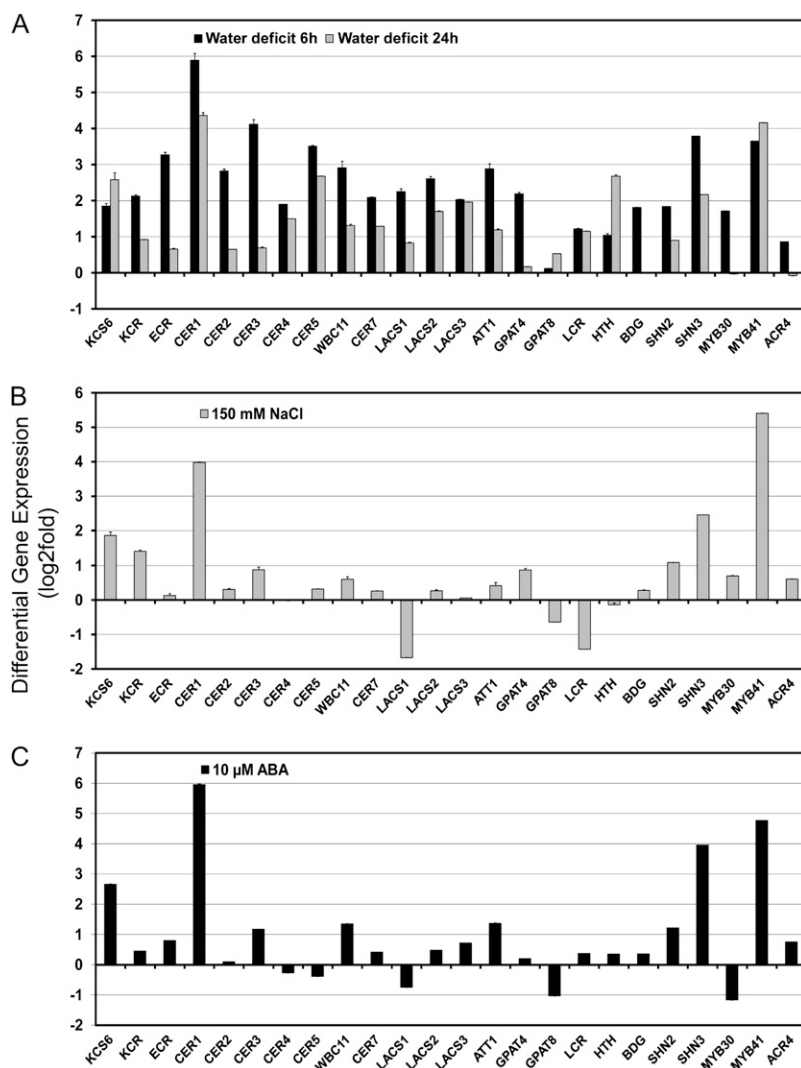 A
7
6
5
4
3
2
1
0
-1
Water deficit 6h Water deficit 24h
KCS6 KCR ECR CER1 CER2 CER3 CER4 CER5 WBC11 CER7 LACS1 LACS2 LACS3 ATT1 GPAT4 GPAT8 LCR HTH BDG SHN2 SHN3 MYB30 MYB41 ACR4
Differential Gene Expression
(log2fold)
B
6
5
4
3
2
1
0
-1
-2
150 mM NaCl
KCS6 KCR ECR CER1 CER2 CER3 CER4 CER5 WBC11 CER7 LACS1 LACS2 LACS3 ATT1 GPAT4 GPAT8 LCR HTH BDG SHN2 SHN3 MYB30 MYB41 ACR4
C
7
6
5
4
3
2
1
0
-1
-2
10 µM ABA
KCS6 KCR ECR CER1 CER2 CER3 CER4 CER5 WBC11 CER7 LACS1 LACS2 LACS3 ATT1 GPAT4 GPAT8 LCR HTH BDG SHN2 SHN3 MYB30 MYB41 ACR4